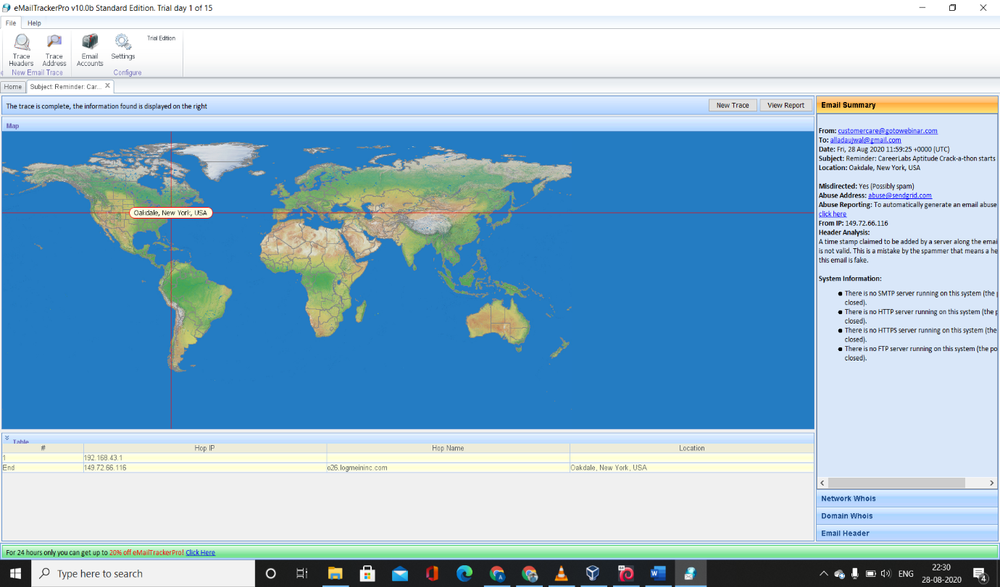 eMailTrackerPro v10.0b Standard Edition. Trial day 1 of 15
File Help
Trace Headers
Trace Address
Email Accounts
Settings
Trial Edition
New Email Trace
Configure
Home
Subject: Reminder: Car... X
The trace is complete, the information found is displayed on the right
New Trace
View Report
Map
Oakdale, New York, USA
Table
# Hop IP Hop Name Location
1 192.168.43.1
End 149.72.66.116 o26.logmeininc.com Oakdale, New York, USA
Email Summary
From: customercare@gotowebinar.com
To: alladaujwal@gmail.com
Date: Fri, 28 Aug 2020 11:59:25 +0000 (UTC)
Subject: Reminder: CareerLabs Aptitude Crack-a-thon starts
Location: Oakdale, New York, USA
Misdirected: Yes (Possibly spam)
Abuse Address: abuse@sendgrid.com
Abuse Reporting: To automatically generate an email abuse
click here
From IP: 149.72.66.116
Header Analysis:
A time stamp claimed to be added by a server along the emai
is not valid. This is a mistake by the spammer that means a he
this email is fake.
System Information:
● There is no SMTP server running on this system (the p
closed).
● There is no HTTP server running on this system (the p
closed).
● There is no HTTPS server running on this system (the
closed).
● There is no FTP server running on this system (the po
closed).
Network Whois
Domain Whois
Email Header
For 24 hours only you can get up to 20% off eMailTrackerPro! Click Here
Type here to search
ENG
22:30
28-08-2020
4